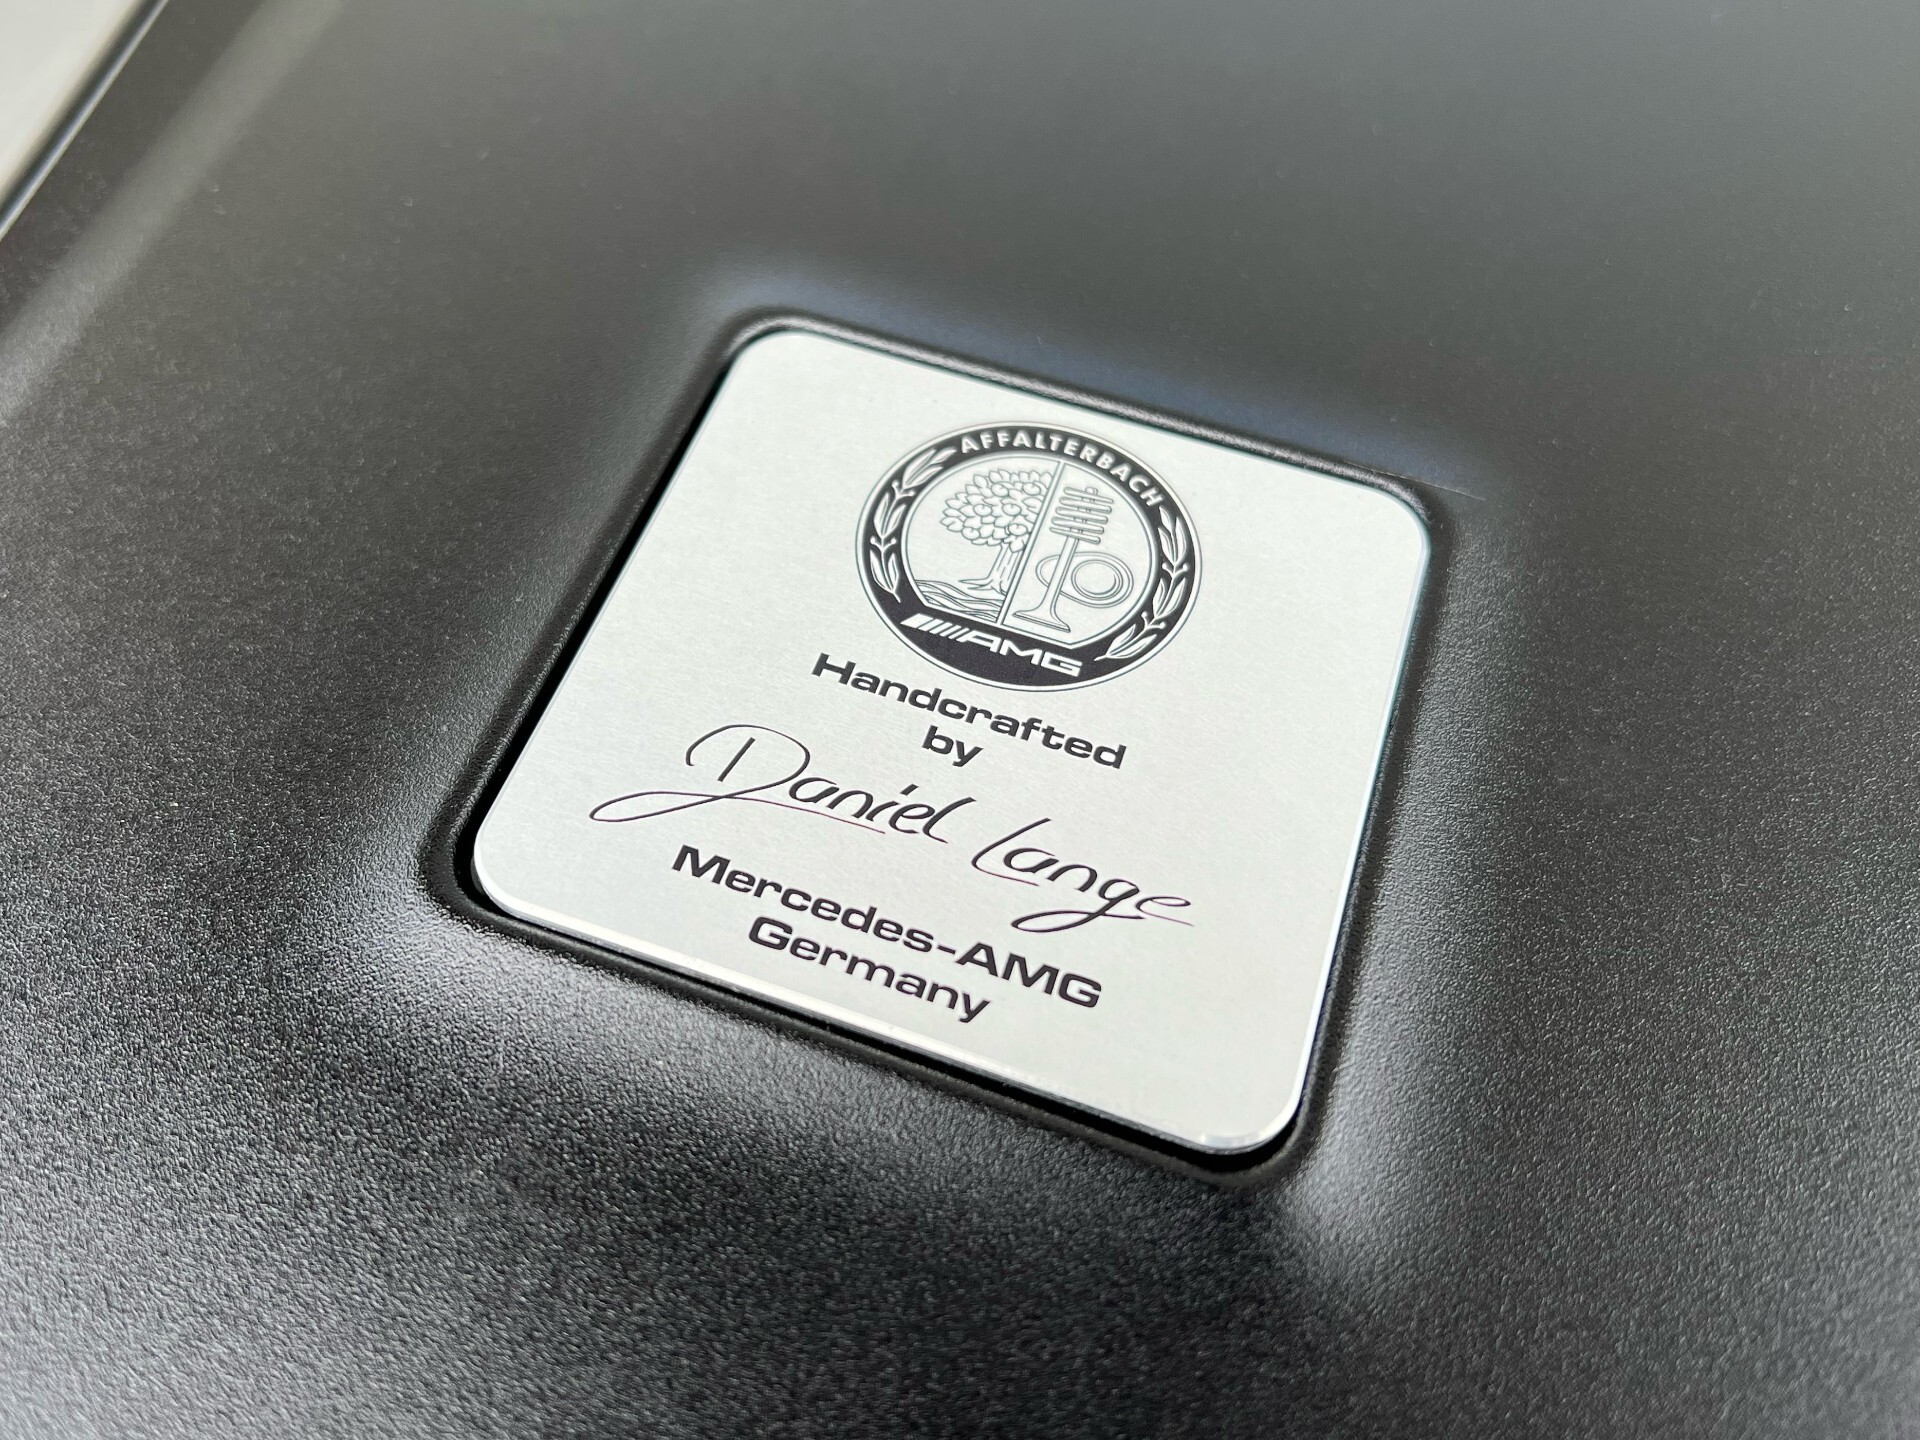 AFFALTERBACH
AMG
Handcrafted
by
Daniel Lange
Mercedes-AMG
Germany